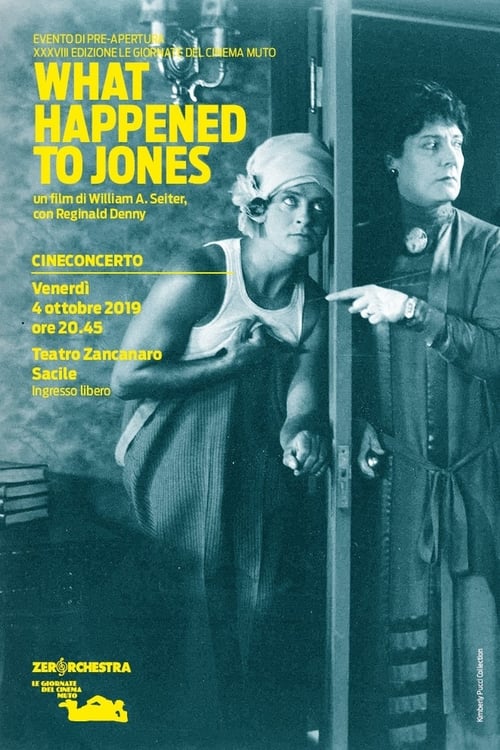 EVENTO DI PRE-APERTURA
XXXVIII EDIZIONE LE GIORNATE DEL CINEMA MUTO
WHAT
HAPPENED
TO JONES
un film di William A. Seiter,
con Reginald Denny
CINECONCERTO
Venerdì
4 ottobre 2019
ore 20.45
Teatro Zancanaro
Sacile
Ingresso libero
ZERORCHESTRA
LE GIORNATE
DEL CINEMA
MUTO
Kimberly Pucci Collection